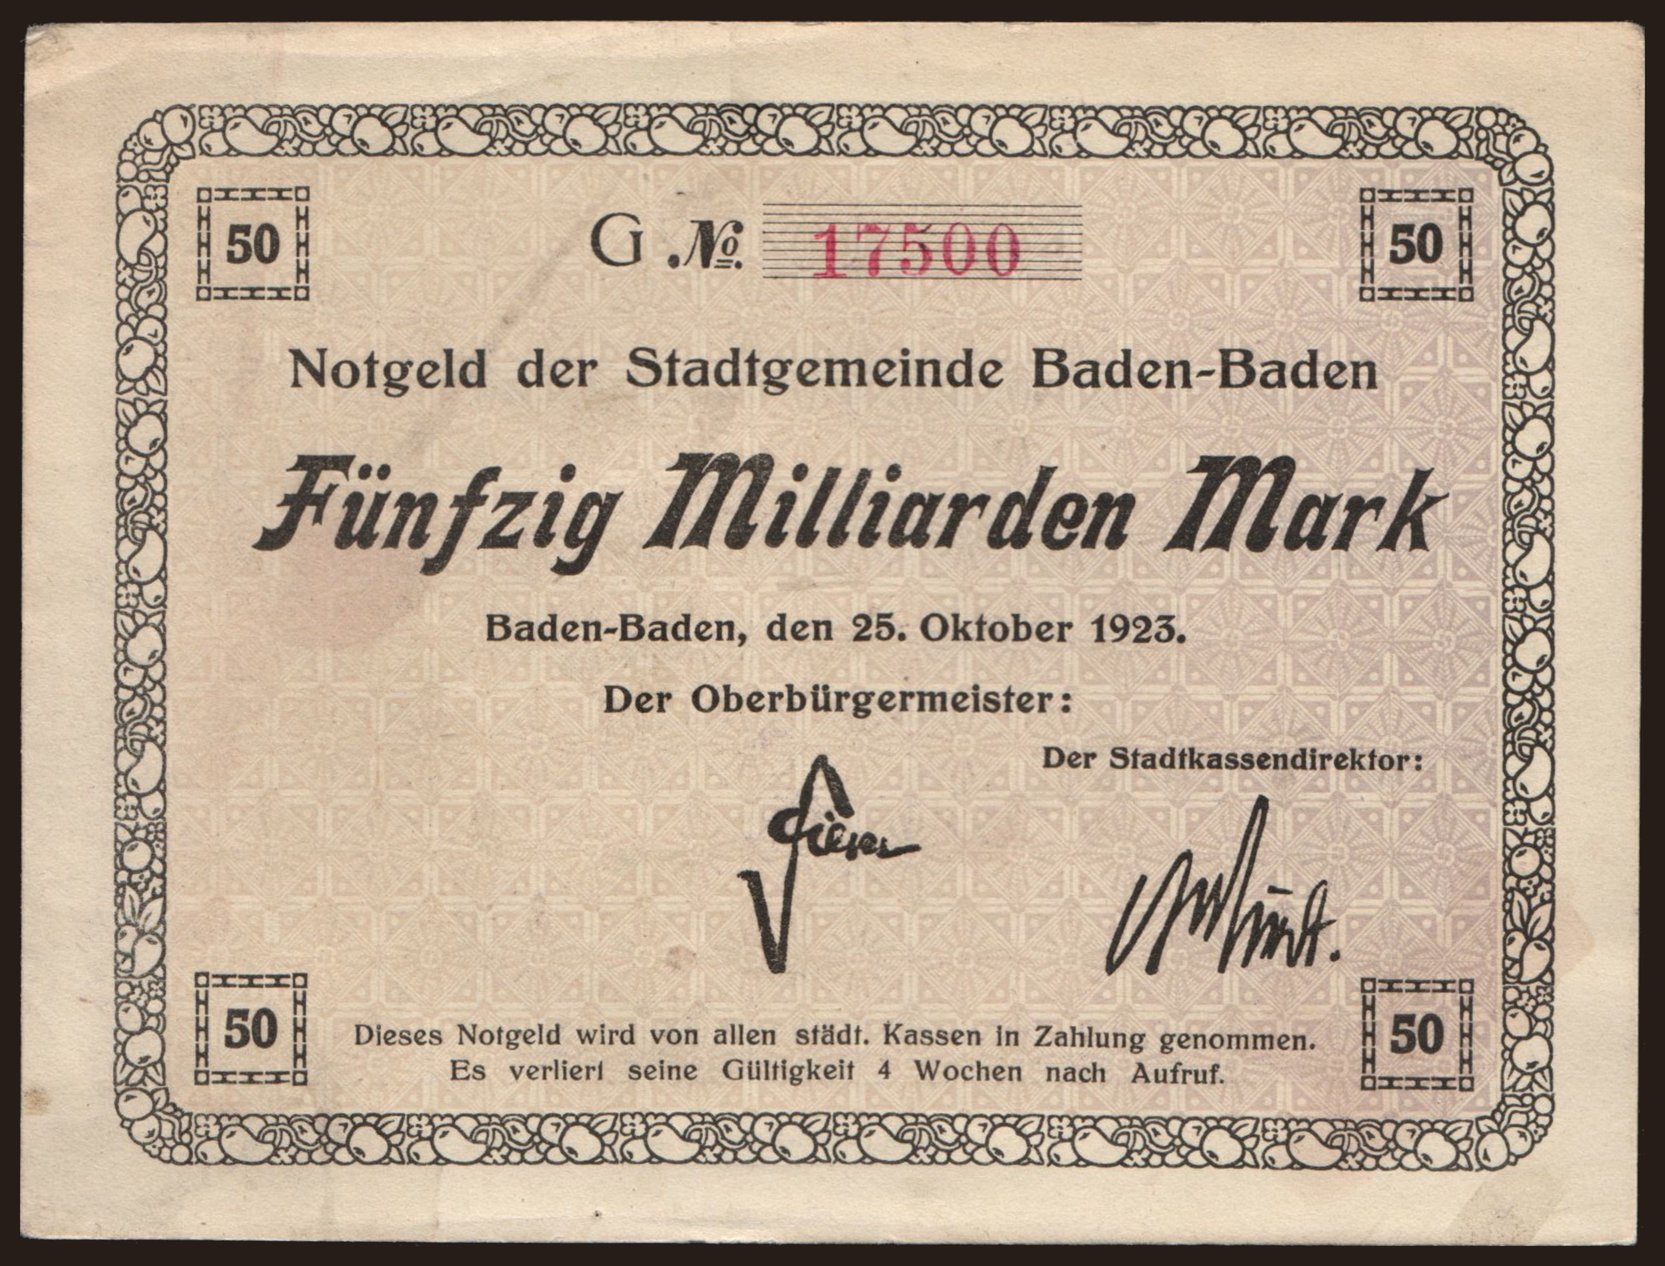 50
G .No. 17500
50
Notgeld der Stadtgemeinde Baden-Baden
Fünfzig Milliarden Mark
Baden-Baden, den 25. Oktober 1923.
Der Oberbürgermeister:
Der Stadtkassendirektor:
Fieser
50
50
Dieses Notgeld wird von allen städt. Kassen in Zahlung genommen.
Es verliert seine Gültigkeit 4 Wochen nach Aufruf.